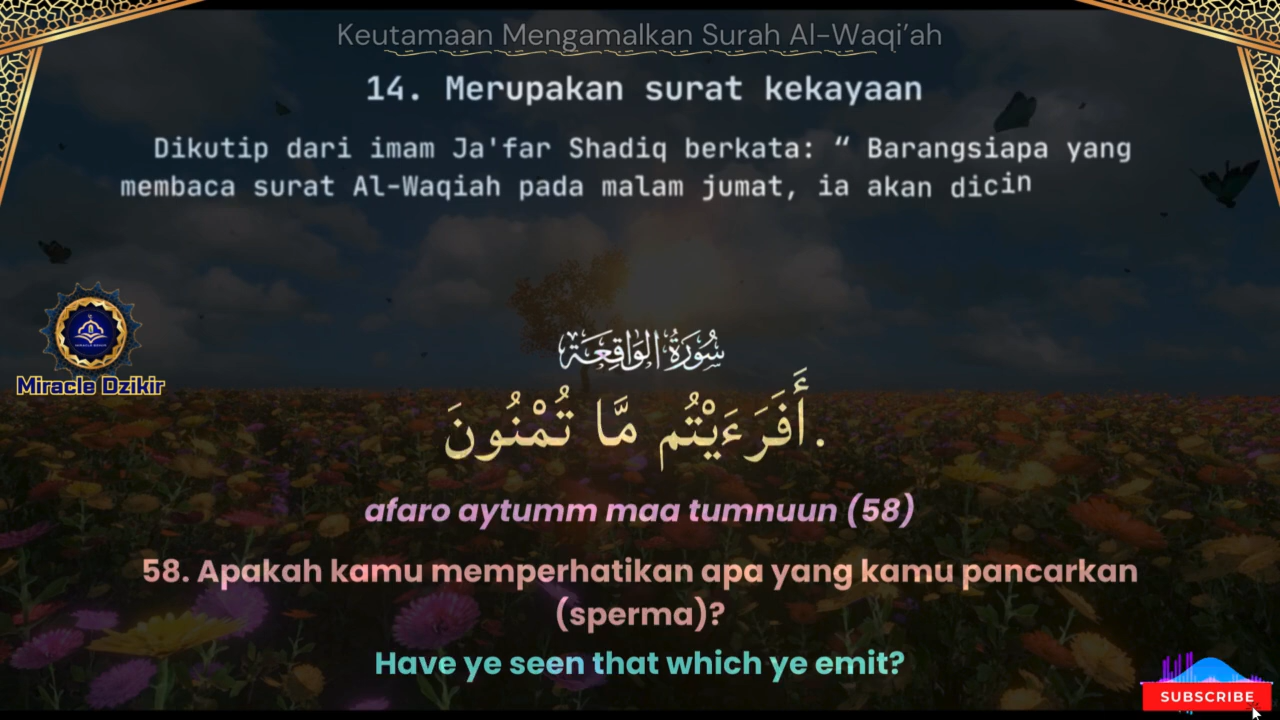 Keutamaan Mengamalkan Surah Al-Waqi'ah
14. Merupakan surat kekayaan
Dikutip dari imam Ja'far Shadiq berkata: “ Barangsiapa yang
membaca surat Al-Waqiah pada malam jumat, ia akan dicin
سُورَةُ الوَاقِعَة
أَفَرَءَيْتُم مَّا تُمْنُونَ.
Miracle Dzikir
afaro aytumm maa tumnuun (58)
58. Apakah kamu memperhatikan apa yang kamu pancarkan
(sperma)?
Have ye seen that which ye emit?
SUBSCRIBE